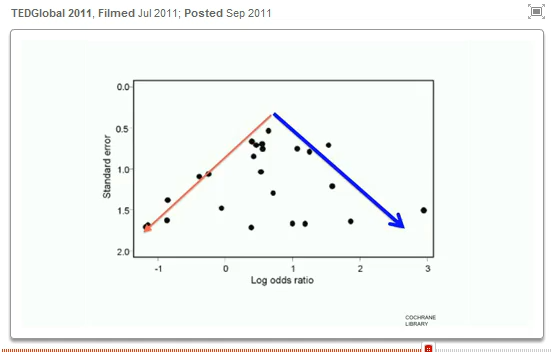 TEDGlobal 2011, Filmed Jul 2011; Posted Sep 2011
0.0
0.5
1.0
1.5
2.0
Standard error
-1 0 1 2 3
Log odds ratio
COCHRANE
LIBRARY